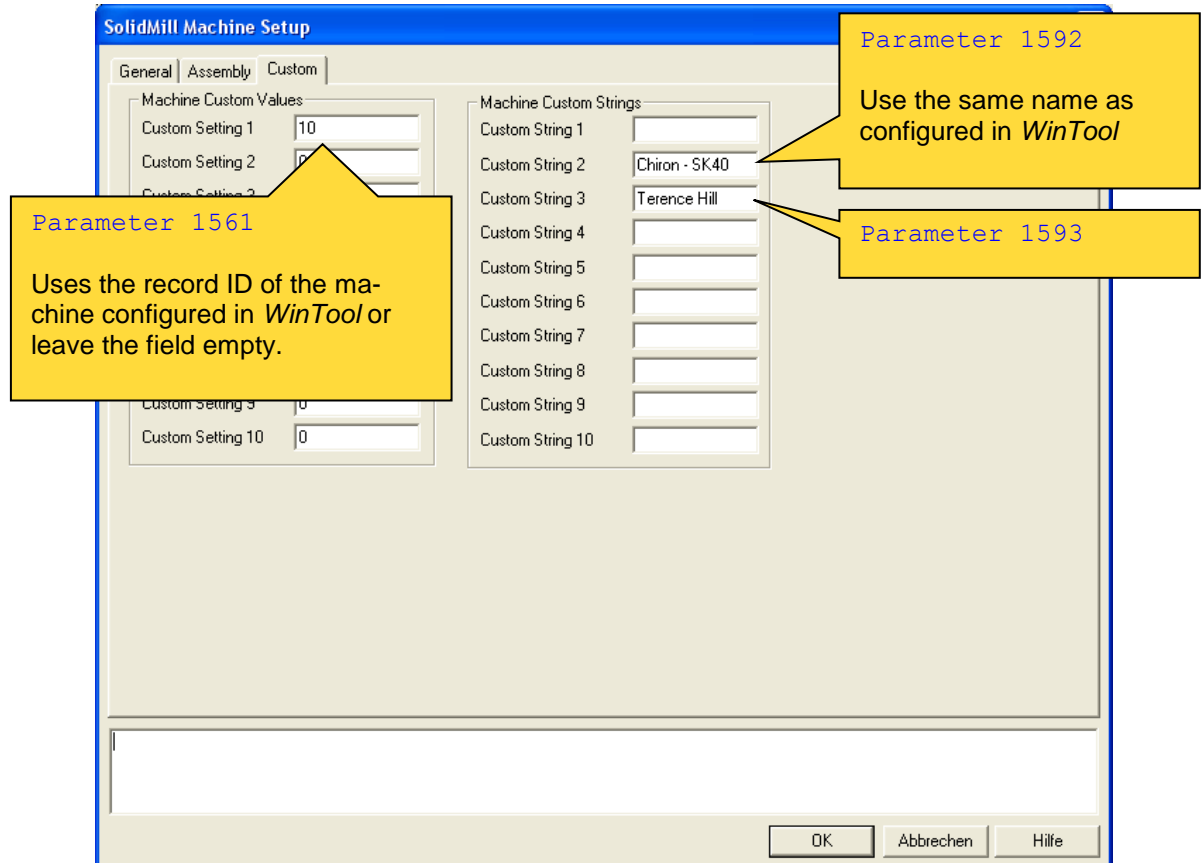 SolidMill Machine Setup
General Assembly Custom
Machine Custom Values
Custom Setting 1 10
Custom Setting 2
Custom Setting 9 0
Custom Setting 10 0
Machine Custom Strings
Custom String 1
Custom String 2 Chiron - SK40
Custom String 3 Terence Hill
Custom String 4
Custom String 5
Custom String 6
Custom String 7
Custom String 8
Custom String 9
Custom String 10
Parameter 1592
Use the same name as
configured in WinTool
Parameter 1593
Parameter 1561
Uses the record ID of the ma-
chine configured in WinTool or
leave the field empty.
OK Abbrechen Hilfe